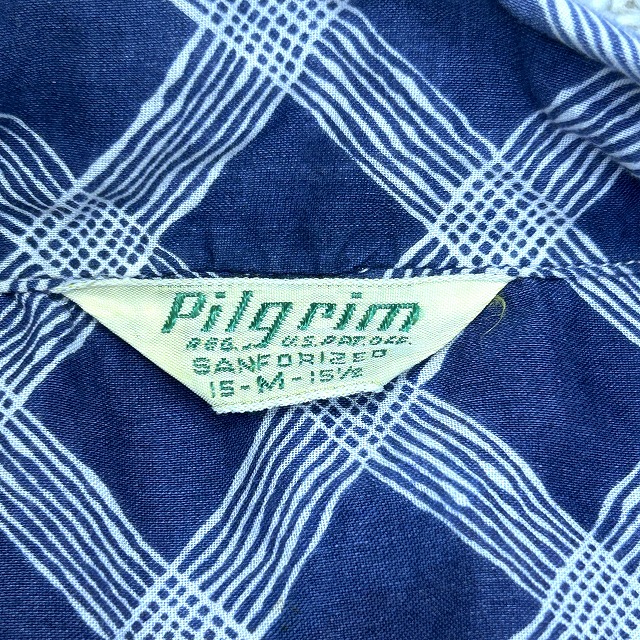 Pilgrim
REG. U.S. PAT. OFF.
SANFORIZED
15-M-15½